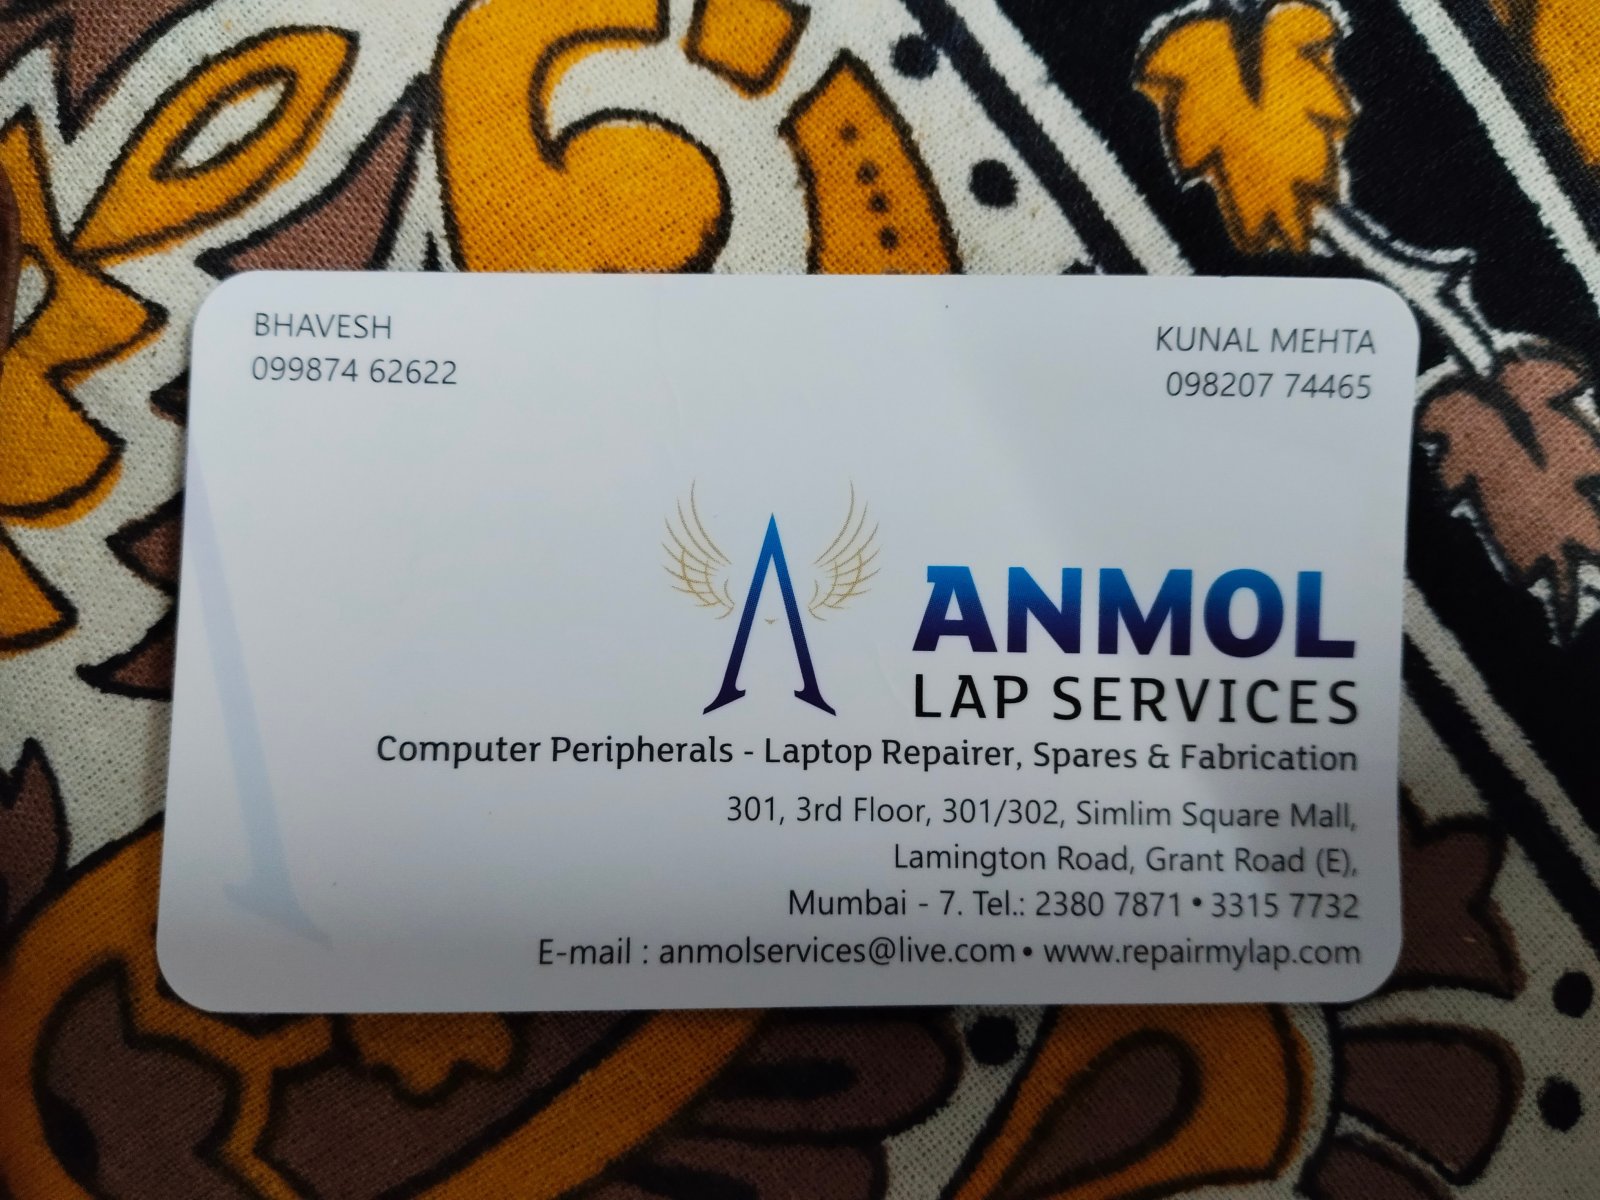 BHAVESH
099874 62622
KUNAL MEHTA
098207 74465
ANMOL
LAP SERVICES
Computer Peripherals - Laptop Repairer, Spares & Fabrication
301, 3rd Floor, 301/302, Simlim Square Mall,
Lamington Road, Grant Road (E),
Mumbai - 7. Tel.: 2380 7871 • 3315 7732
E-mail : anmolservices@live.com • www.repairmylap.com